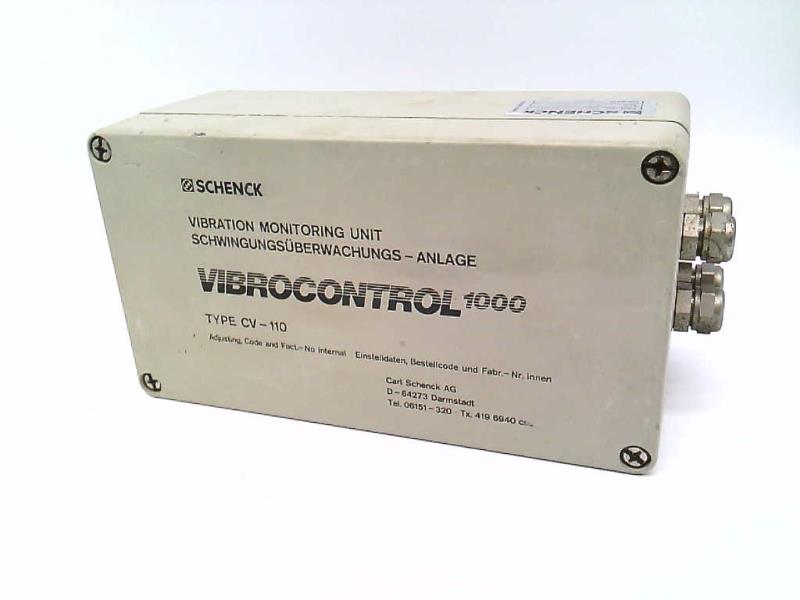 SCHENCK
SCHENCK
VIBRATION MONITORING UNIT
SCHWINGUNGSÜBERWACHUNGS - ANLAGE
VIBROCONTROL 1000
TYPE CV - 110
Adjusting, Code and Fact.- No internal Einstelldaten, Bestellcode und Fabr.- Nr. innen
Carl Schenck AG
D - 64273 Darmstadt
Tel. 06151 - 320 · Tx. 419 6940